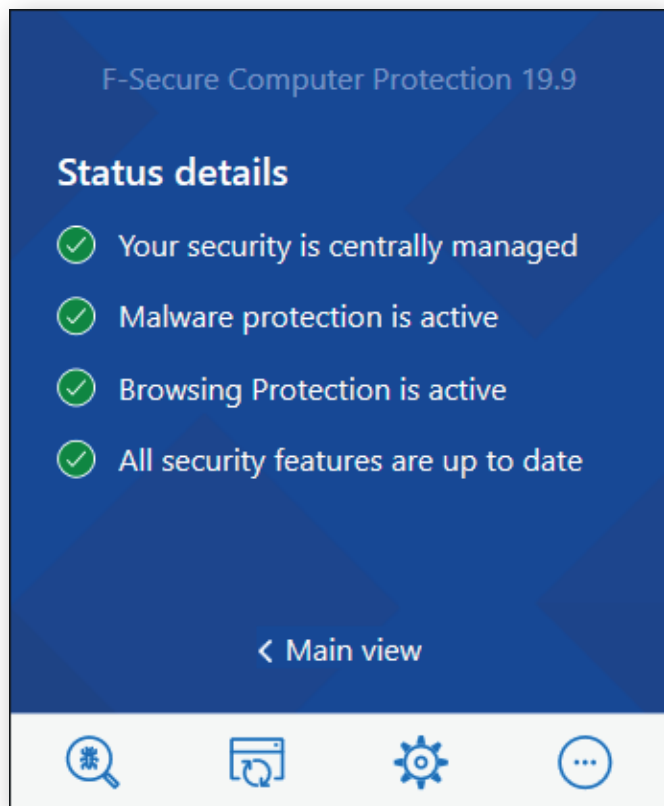 F-Secure Computer Protection 19.9
Status details
Your security is centrally managed
Malware protection is active
Browsing Protection is active
All security features are up to date
Main view